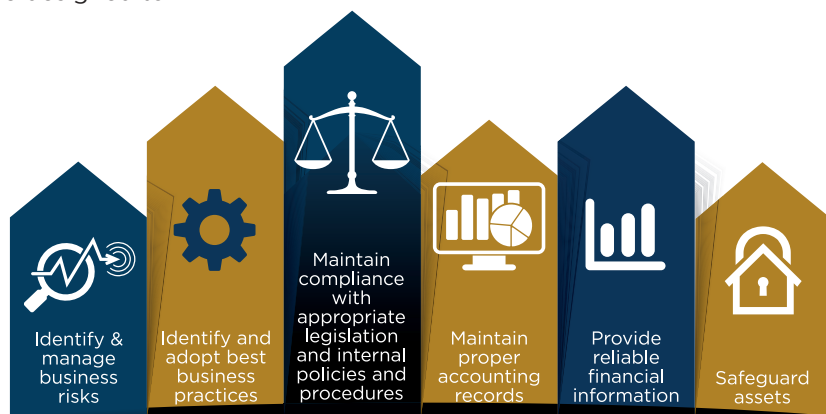 Identify &
manage
business
risks
Identify and
adopt best
business
practices
Maintain
compliance
with
appropriate
legislation
and internal
policies and
procedures
Maintain
proper
accounting
records
Provide
reliable
financial
information
Safeguard
assets